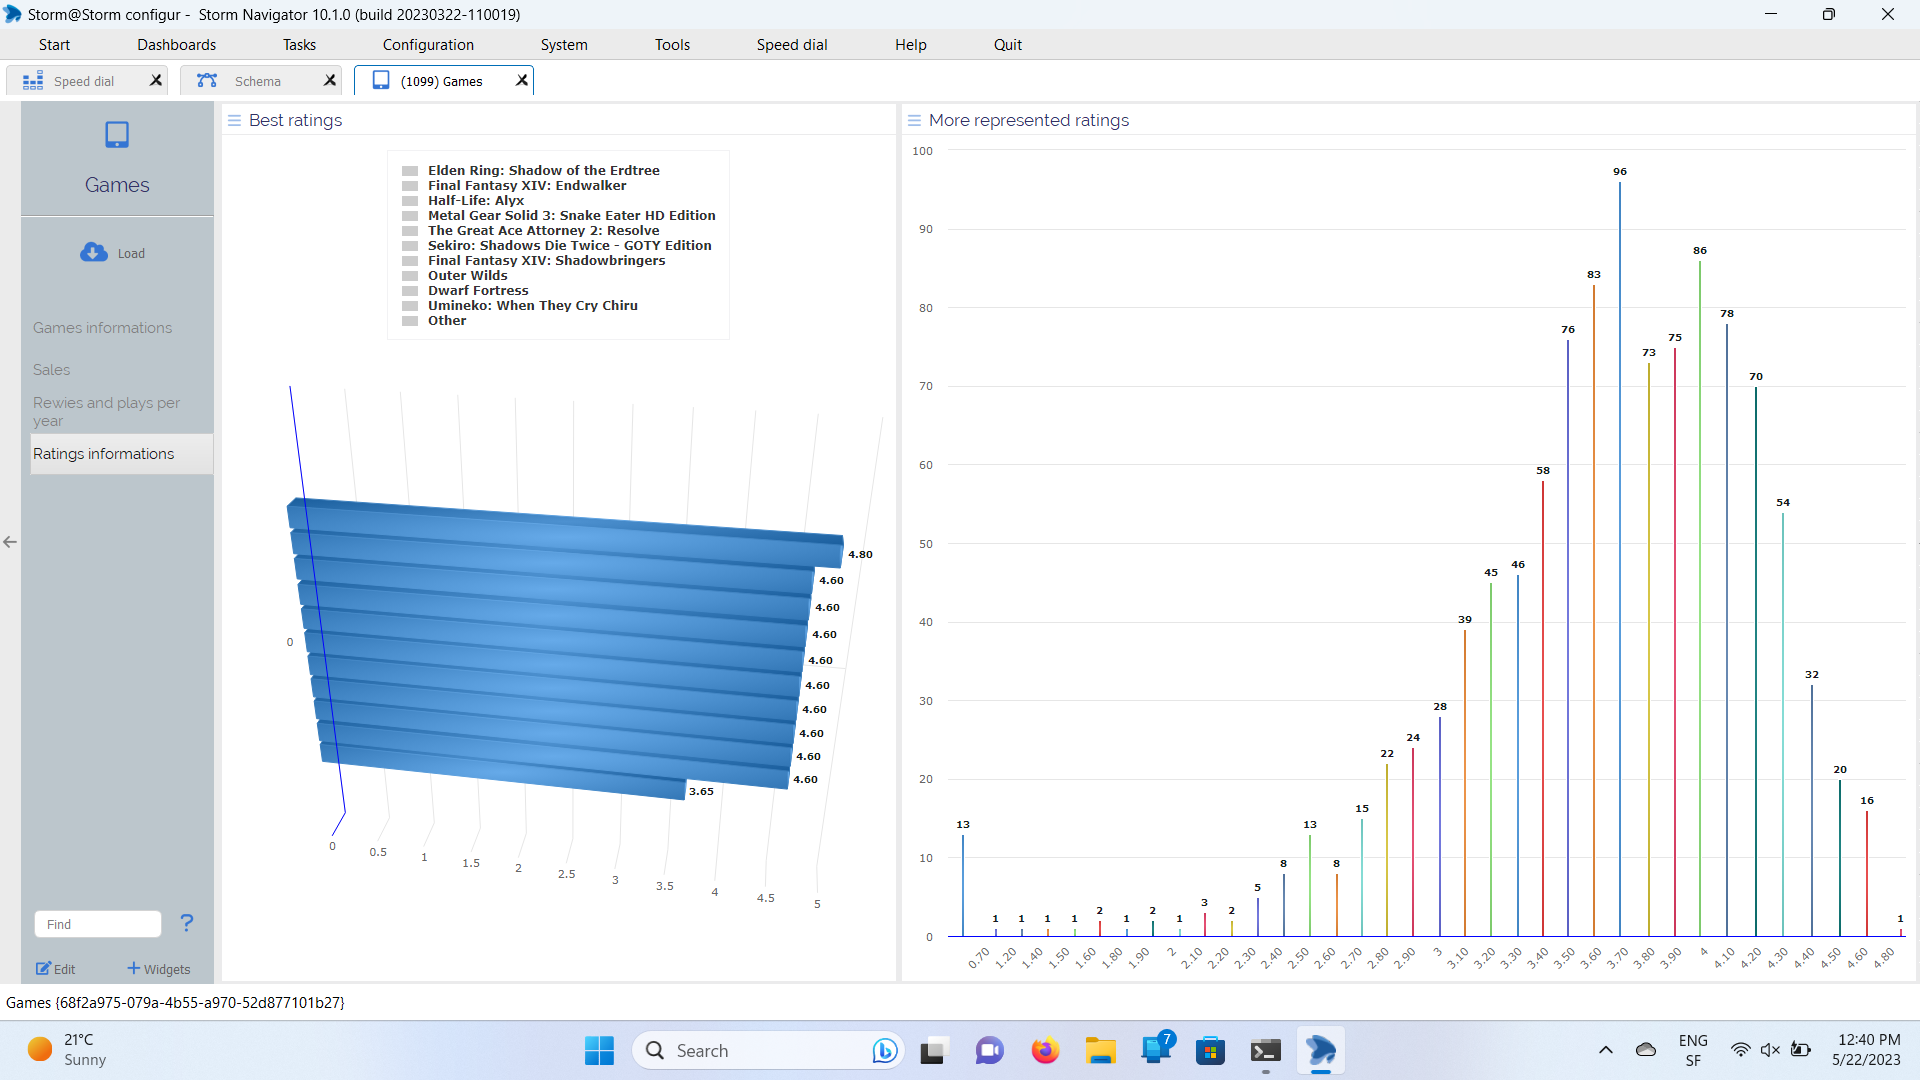 Storm@Storm configur - Storm Navigator 10.1.0 (build 20230322-110019)
Start Dashboards Tasks Configuration System Tools Speed dial Help Quit
Speed dial Schema (1099) Games
Games
Load
Games informations
Sales
Rewies and plays per
year
Ratings informations
Find ?
Edit Widgets
Best ratings
Elden Ring: Shadow of the Erdtree
Final Fantasy XIV: Endwalker
Half-Life: Alyx
Metal Gear Solid 3: Snake Eater HD Edition
The Great Ace Attorney 2: Resolve
Sekiro: Shadows Die Twice - GOTY Edition
Final Fantasy XIV: Shadowbringers
Outer Wilds
Dwarf Fortress
Umineko: When They Cry Chiru
Other
4.80
4.60
4.60
4.60
4.60
4.60
4.60
4.60
4.60
4.60
3.65
0
0 0.5 1 1.5 2 2.5 3 3.5 4 4.5 5
More represented ratings
100
90
80
70
60
50
40
30
20
10
0
13 1 1 1 1 2 1 2 1 3 2 5 8 13 8 15 22 24 28 39 45 46 58 76 83 96 73 75 86 78 70 54 32 20 16 1
0.70 1.20 1.40 1.50 1.60 1.80 1.90 2 2.10 2.20 2.30 2.40 2.50 2.60 2.70 2.80 2.90 3 3.10 3.20 3.30 3.40 3.50 3.60 3.70 3.80 3.90 4 4.10 4.20 4.30 4.40 4.50 4.60 4.80
Games {68f2a975-079a-4b55-a970-52d877101b27}
21°C
Sunny
Search
7
ENG
SF
12:40 PM
5/22/2023